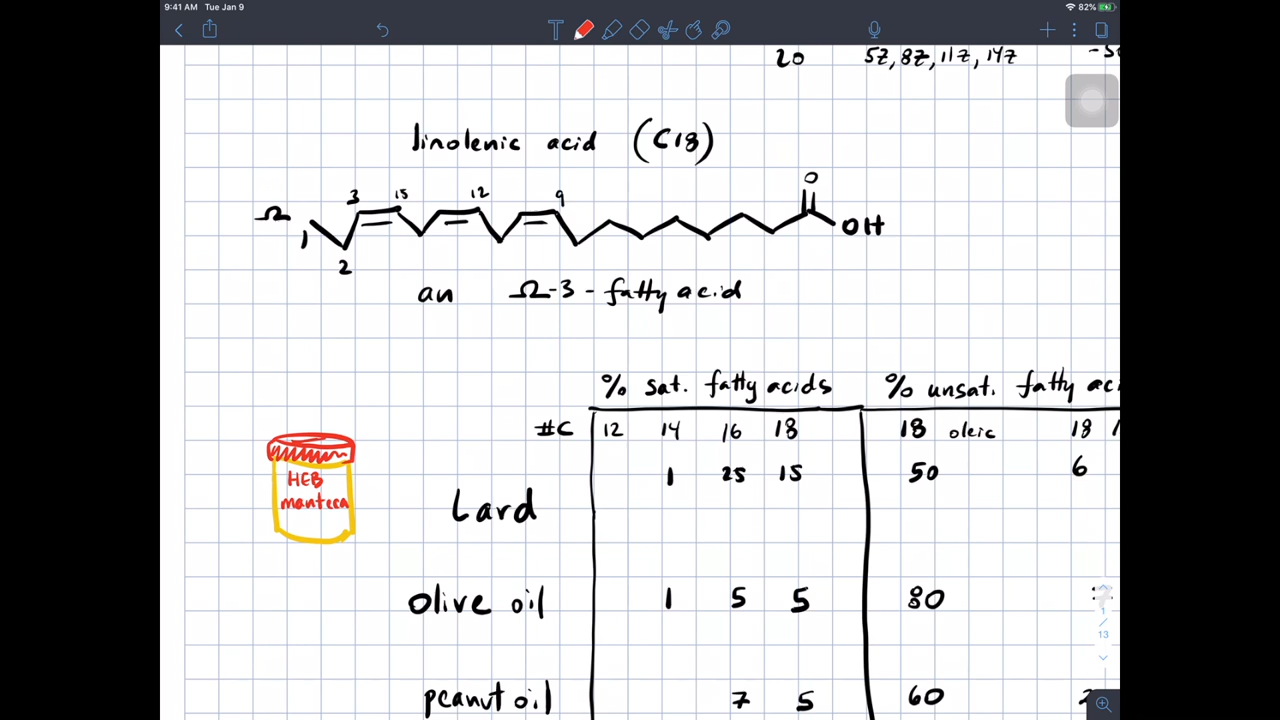 9:41 AM Tue Jan 9
82%
20 5Z, 8Z, 11Z, 14Z
linolenic acid (C18)
3 15 12 9 O
Ω 1 OH
2
an Ω-3-fatty acid
% sat. fatty acids % unsat. fatty aci
#C 12 14 16 18 18 oleic 18
1 25 15 50 6
HEB
manteca
Lard
olive oil 1 5 5 80
1
/
13
peanut oil 7 5 60